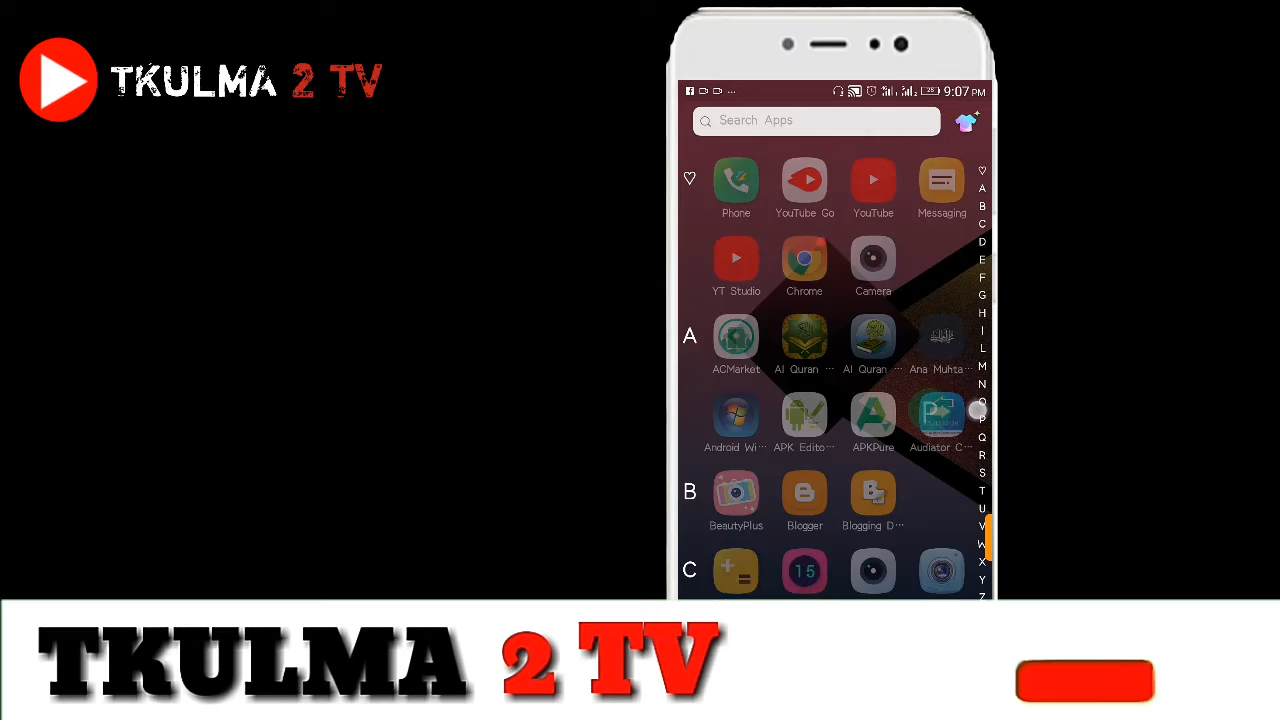 TKULMA 2 TV
28 9:07 PM
Search Apps
Phone YouTube Go YouTube Messaging
YT Studio Chrome Camera
A
ACMarket Al Quran ... Al Quran ... Ana Muhta...
Android Wi... APK Edito... APKPure Audiator C...
B
BeautyPlus Blogger Blogging D...
C
15
A
B
C
D
E
F
G
H
I
L
M
N
O
P
Q
R
S
T
U
V
W
X
Y
Z
TKULMA 2 TV